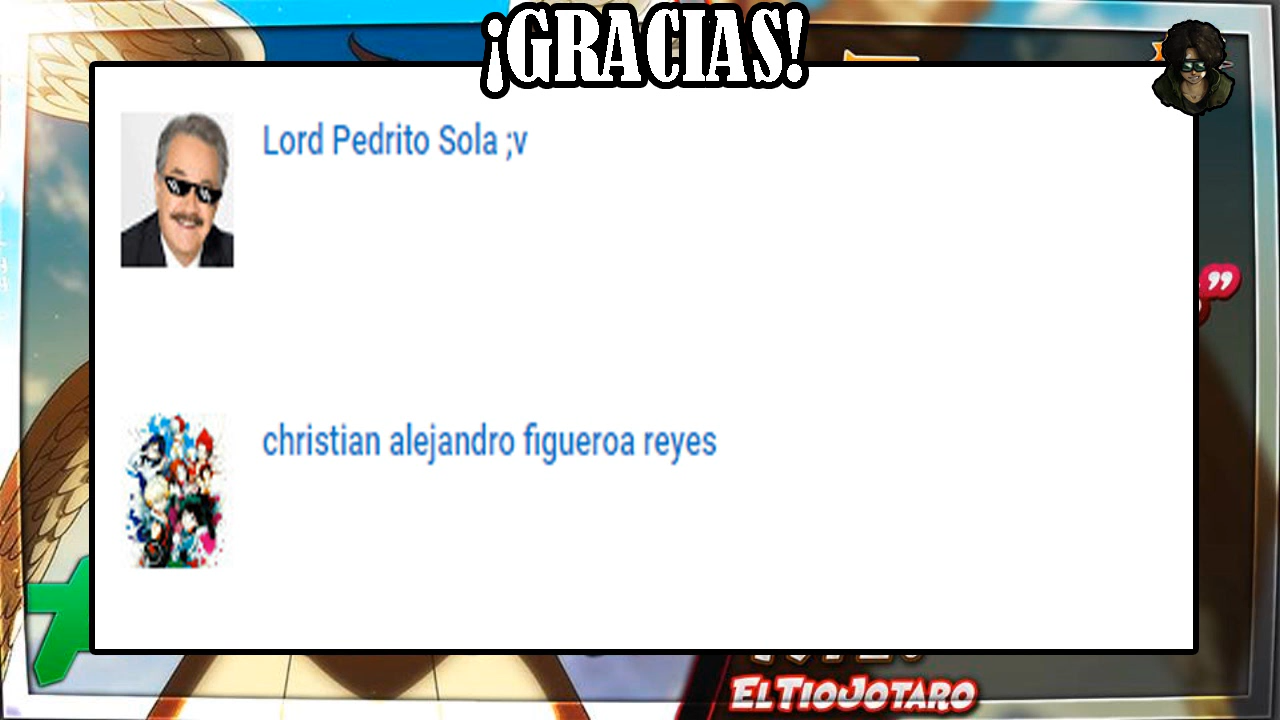 ¡GRACIAS!
Lord Pedrito Sola ;v
”
christian alejandro figueroa reyes
ELTIOJOTARO